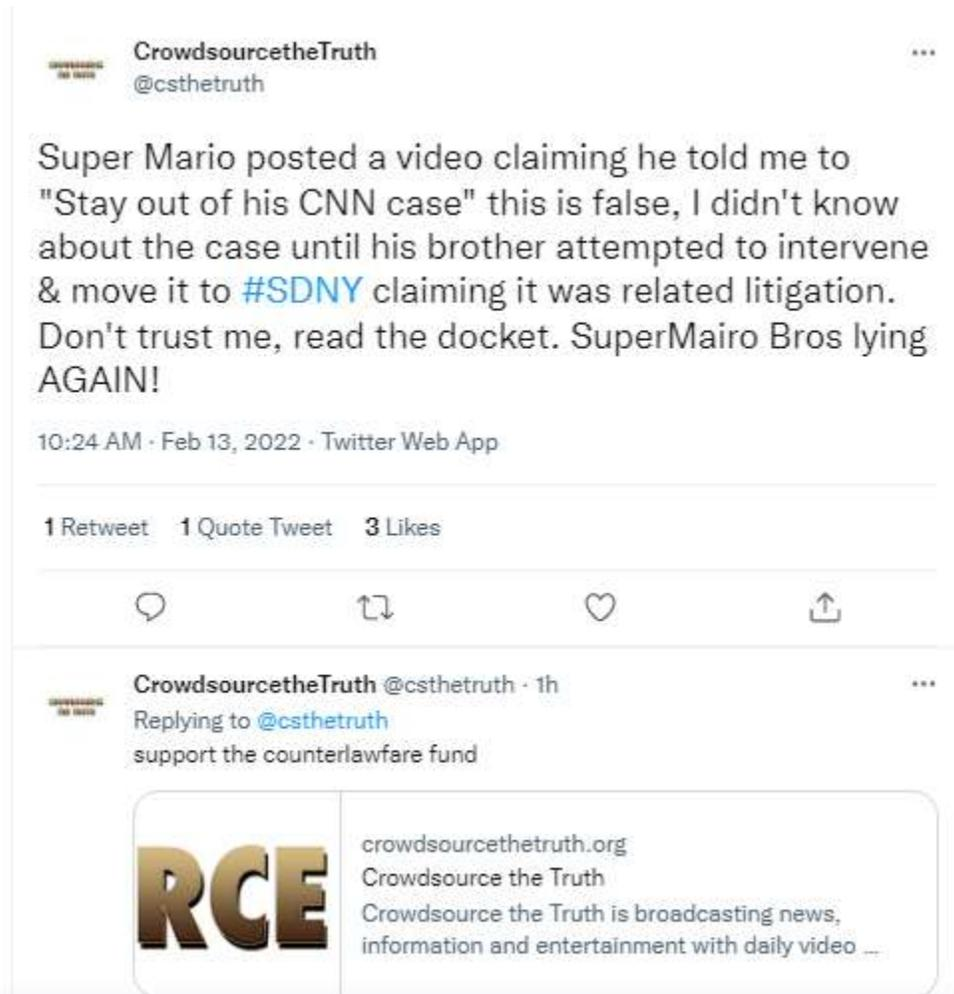 CrowdsourcetheTruth
@csthetruth
Super Mario posted a video claiming he told me to
"Stay out of his CNN case" this is false, I didn't know
about the case until his brother attempted to intervene
& move it to #SDNY claiming it was related litigation.
Don't trust me, read the docket. SuperMairo Bros lying
AGAIN!
10:24 AM · Feb 13, 2022 · Twitter Web App
1 Retweet 1 Quote Tweet 3 Likes
CrowdsourcetheTruth @csthetruth · 1h
Replying to @csthetruth
support the counterlawfare fund
RCE
crowdsourcethetruth.org
Crowdsource the Truth
Crowdsource the Truth is broadcasting news,
information and entertainment with daily video ...